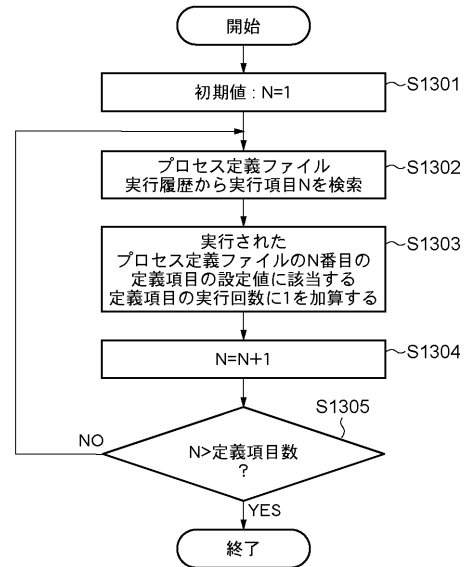 開始
初期値 : N=1
S1301
プロセス定義ファイル
実行履歴から実行項目Nを検索
S1302
実行された
プロセス定義ファイルのN番目の
定義項目の設定値に該当する
定義項目の実行回数に1を加算する
S1303
N=N+1
S1304
S1305
N>定義項目数
?
NO
YES
終了